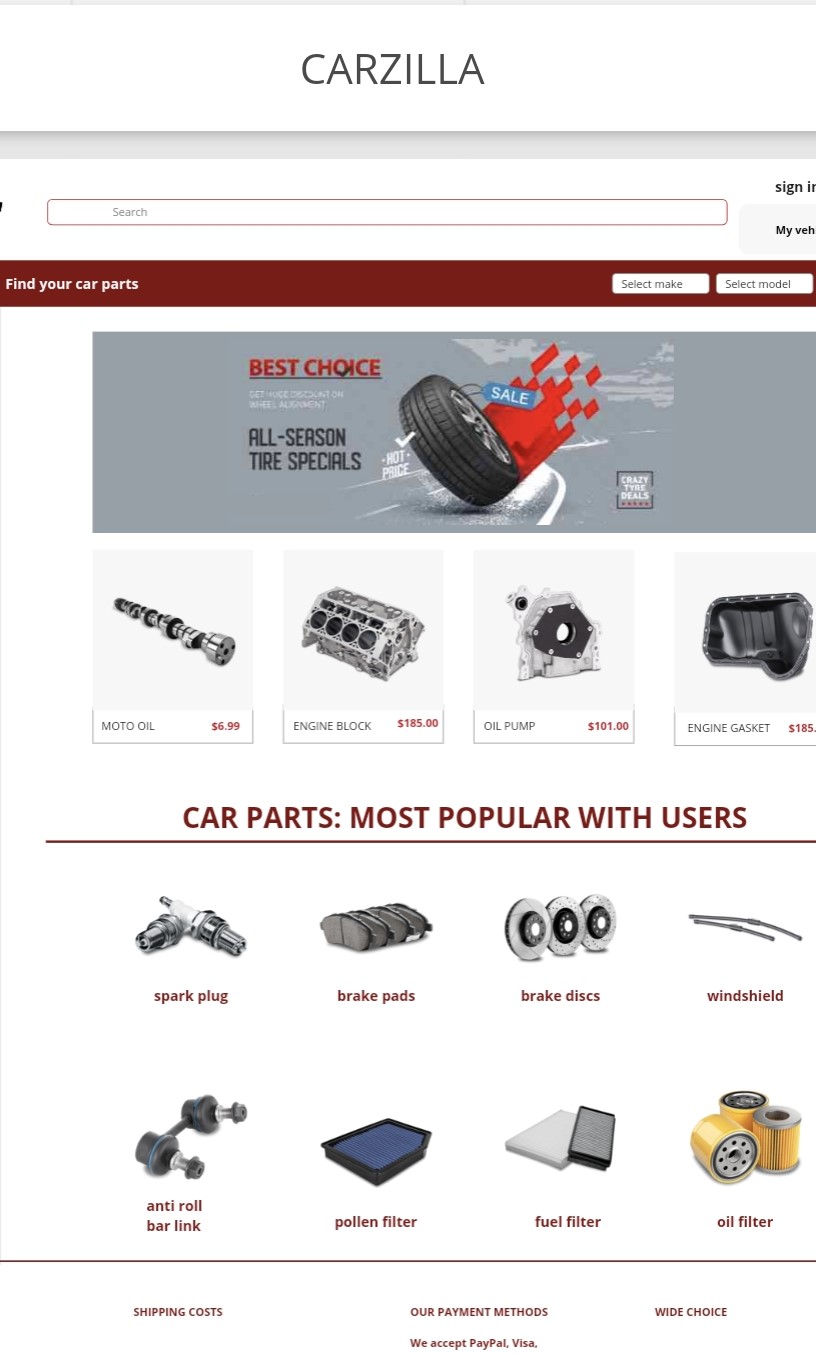 CARZILLA
sign in
Search
My vehi
Find your car parts
Select make
Select model
BEST CHOICE
GET HUGE DISCOUNT ON
WHEEL ALIGNMENT
ALL-SEASON
TIRE SPECIALS
SALE
HOT
PRICE
CRAZY
TYRE
DEALS
MOTO OIL $6.99
ENGINE BLOCK $185.00
OIL PUMP $101.00
ENGINE GASKET $185.
CAR PARTS: MOST POPULAR WITH USERS
spark plug
brake pads
brake discs
windshield
anti roll
bar link
pollen filter
fuel filter
oil filter
SHIPPING COSTS
OUR PAYMENT METHODS
WIDE CHOICE
We accept PayPal, Visa,